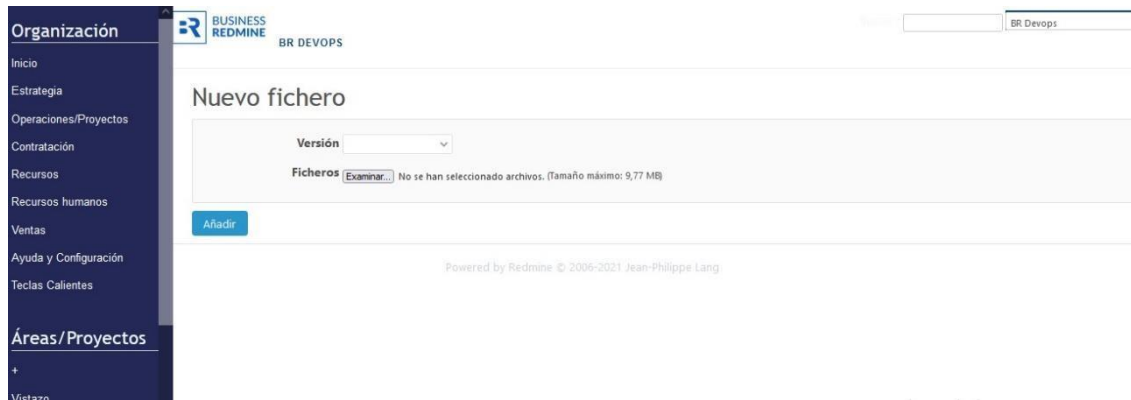 Organización
Inicio
Estrategia
Operaciones/Proyectos
Contratación
Recursos
Recursos humanos
Ventas
Ayuda y Configuración
Teclas Calientes
Áreas/Proyectos
+
Vistazo
BUSINESS
REDMINE
BR DEVOPS
BR Devops
Nuevo fichero
Versión
Ficheros Examinar... No se han seleccionado archivos. (Tamaño máximo: 9,77 MB)
Añadir
Powered by Redmine © 2006-2021 Jean-Philippe Lang